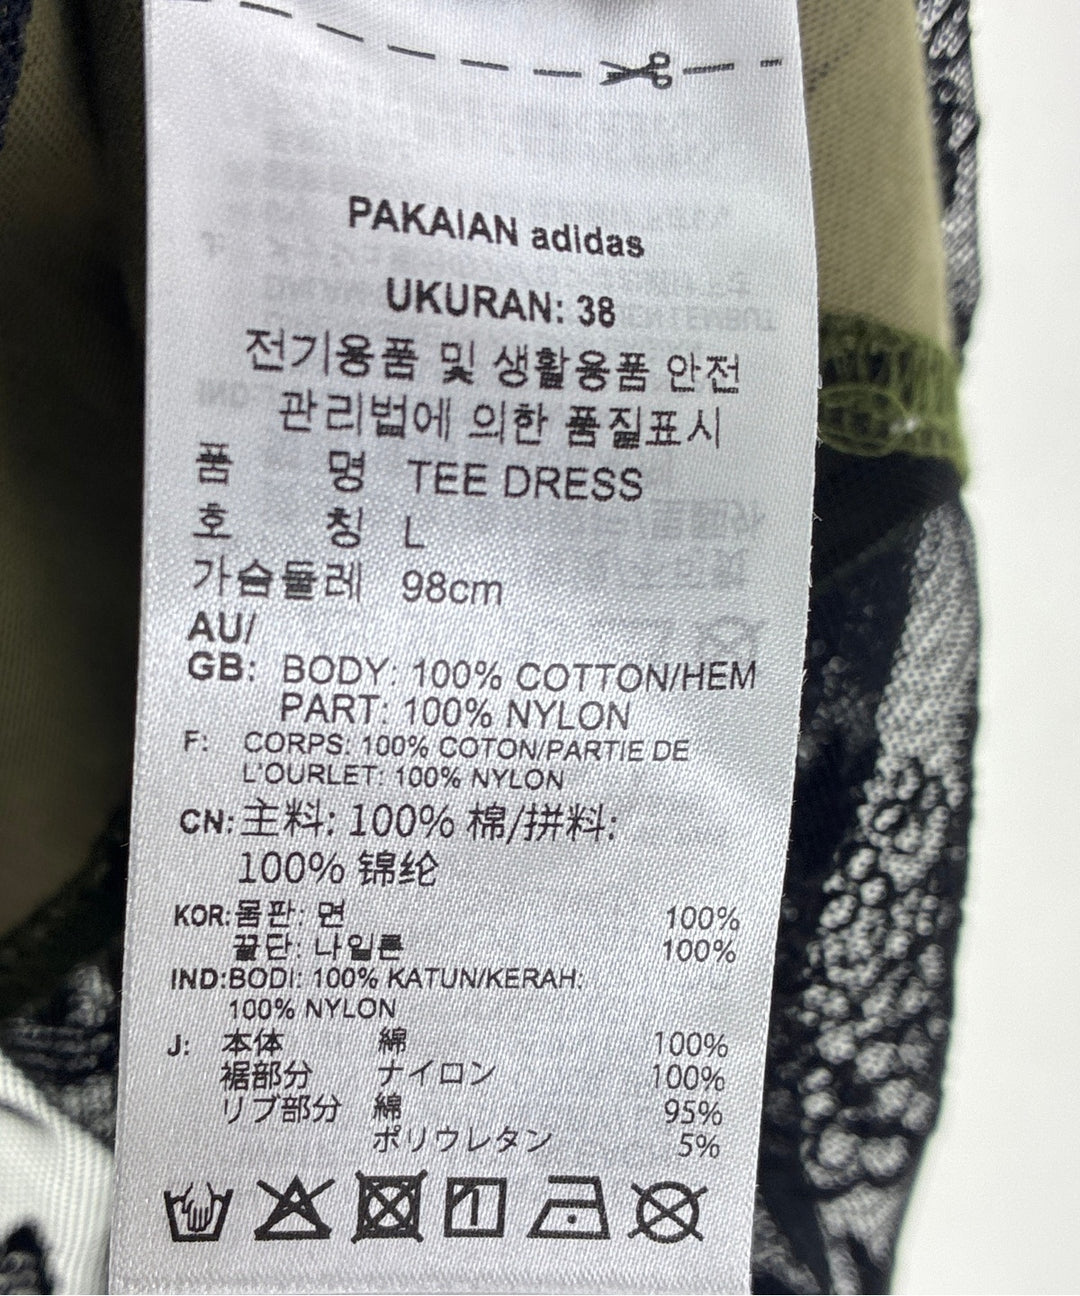 PAKAIAN adidas
UKURAN: 38
전기용품 및 생활용품 안전
관리법에 의한 품질표시
품 명 TEE DRESS
호 칭 L
가슴둘레 98cm
AU/
GB: BODY: 100% COTTON/HEM
PART: 100% NYLON
F: CORPS: 100% COTON/PARTIE DE
L'OURLET: 100% NYLON
CN: 主料: 100% 棉/拼料:
100% 锦纶
KOR: 몸판: 면 100%
끝단: 나일론 100%
IND: BODI: 100% KATUN/KERAH:
100% NYLON
J: 本体 綿 100%
裾部分 ナイロン 100%
リブ部分 綿 95%
ポリウレタン 5%
1